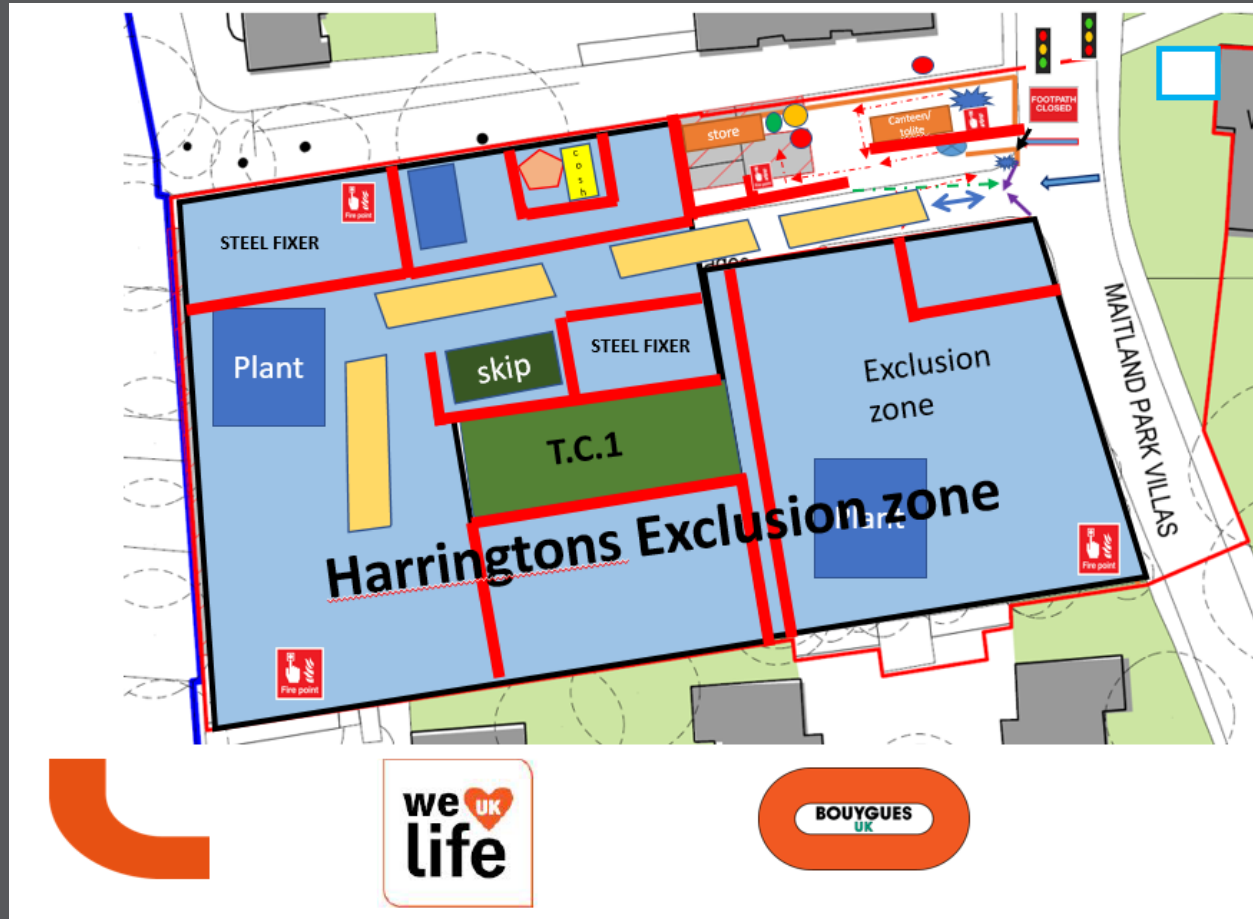 FOOTPATH
CLOSED
Canteen/
tolite
store
c
o
s
h
Fire point
STEEL FIXER
Plant
skip
STEEL FIXER
Exclusion
zone
MAITLAND PARK VILLAS
T.C.1
Plant
Harringtons Exclusion zone
Fire point
Fire point
we
UK
life
BOUYGUES
UK